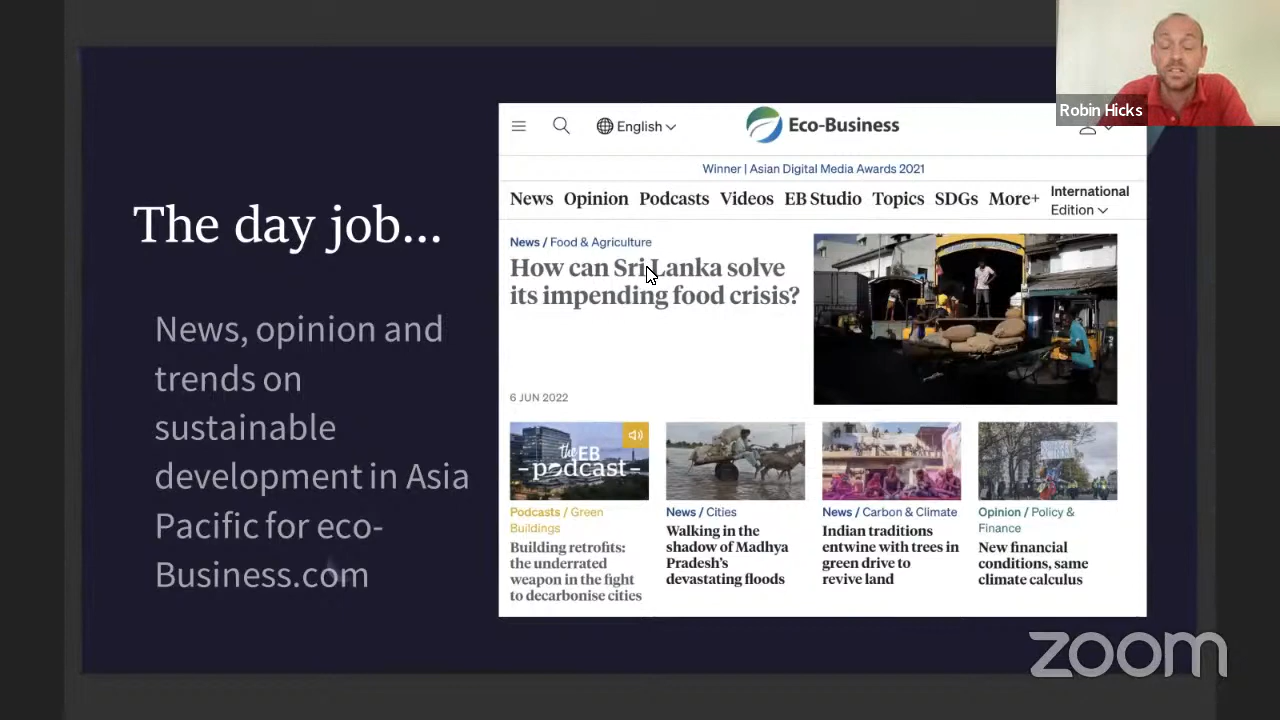 Robin Hicks
The day job...
News, opinion and
trends on
sustainable
development in Asia
Pacific for eco-
Business.com
English
Eco-Business
Winner | Asian Digital Media Awards 2021
News Opinion Podcasts Videos EB Studio Topics SDGs More+
International
Edition
News / Food & Agriculture
How can Sri Lanka solve
its impending food crisis?
6 JUN 2022
the EB
podcast
Podcasts / Green
Buildings
Building retrofits:
the underrated
weapon in the fight
to decarbonise cities
News / Cities
Walking in the
shadow of Madhya
Pradesh's
devastating floods
News / Carbon & Climate
Indian traditions
entwine with trees in
green drive to
revive land
Opinion / Policy &
Finance
New financial
conditions, same
climate calculus
zoom